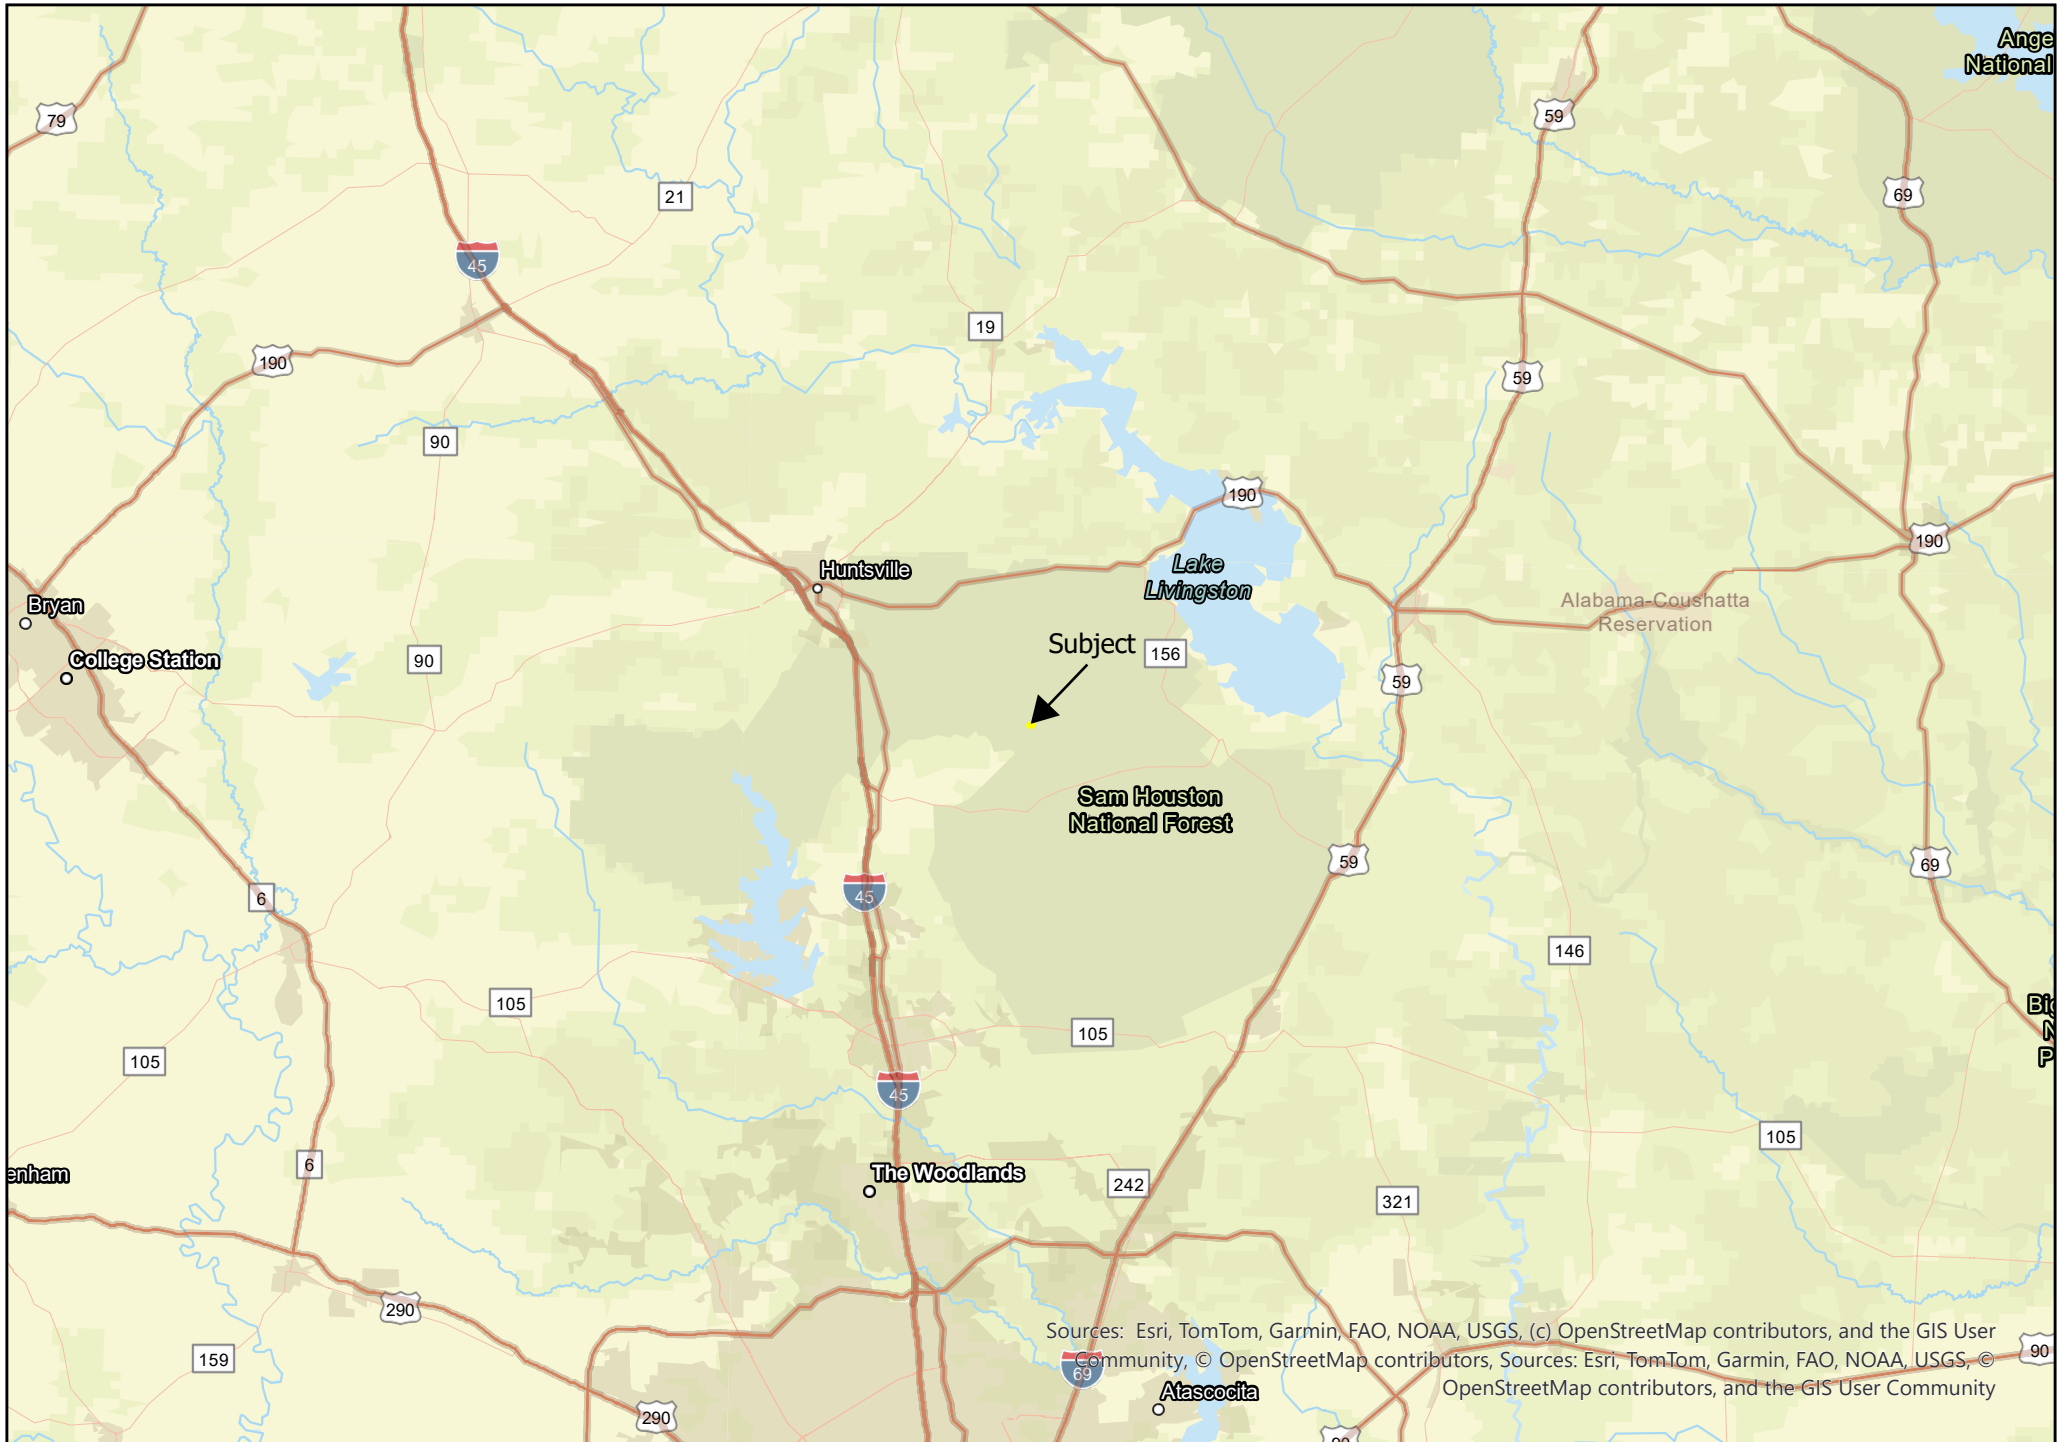 Ange
National
79
59
21
69
45
19
190
59
90
190
190
Huntsville
Lake
Livingston
Bryan
Alabama-Coushatta
Reservation
Subject
156
College Station
90
59
Sam Houston
National Forest
59
69
6
45
146
105
105
Big
N
P
105
45
105
6
enham
The Woodlands
242
321
290
159
Sources: Esri, TomTom, Garmin, FAO, NOAA, USGS, (c) OpenStreetMap contributors, and the GIS User
Community, © OpenStreetMap contributors, Sources: Esri, TomTom, Garmin, FAO, NOAA, USGS, ©
OpenStreetMap contributors, and the GIS User Community
69
90
Atascocita
290